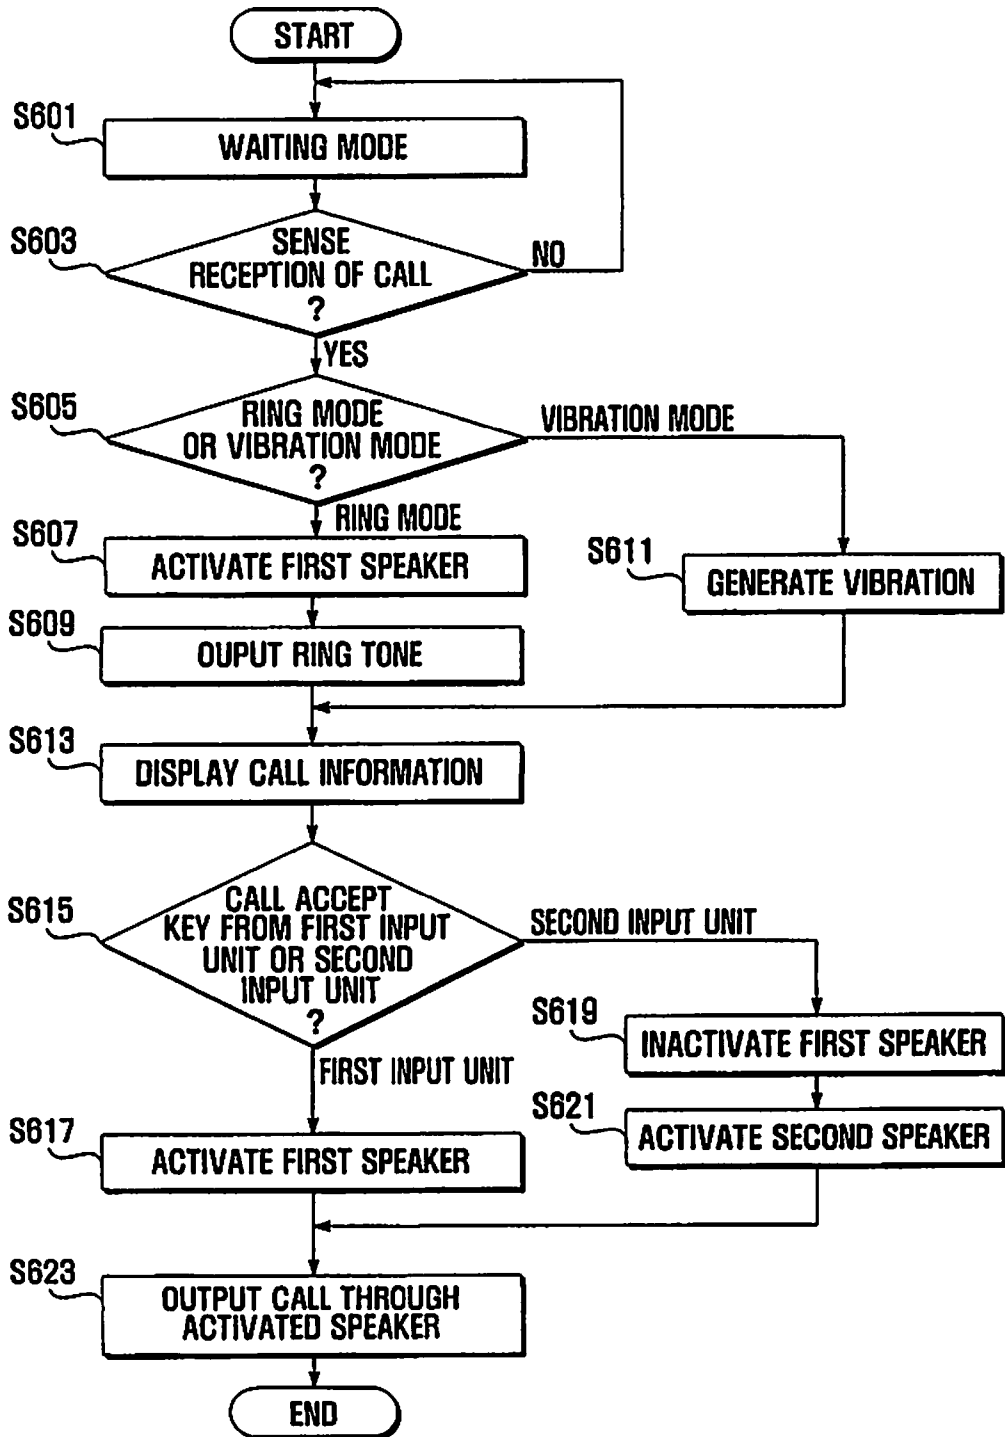 START
S601
WAITING MODE
S603
SENSE
RECEPTION OF CALL
?
NO
YES
S605
RING MODE
OR VIBRATION MODE
?
VIBRATION MODE
RING MODE
S607
ACTIVATE FIRST SPEAKER
S611
GENERATE VIBRATION
S609
OUPUT RING TONE
S613
DISPLAY CALL INFORMATION
S615
CALL ACCEPT
KEY FROM FIRST INPUT
UNIT OR SECOND
INPUT UNIT
?
SECOND INPUT UNIT
FIRST INPUT UNIT
S619
INACTIVATE FIRST SPEAKER
S621
ACTIVATE SECOND SPEAKER
S617
ACTIVATE FIRST SPEAKER
S623
OUTPUT CALL THROUGH
ACTIVATED SPEAKER
END